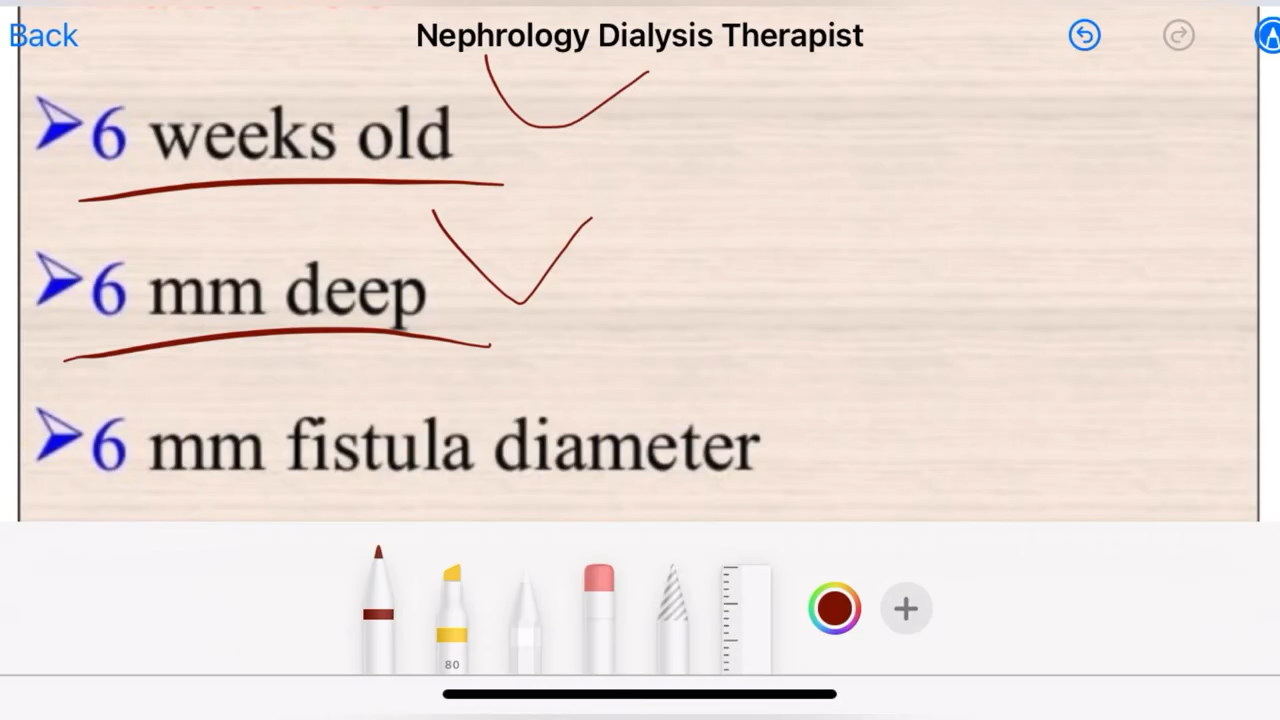 Back
Nephrology Dialysis Therapist
6 weeks old
6 mm deep
6 mm fistula diameter
80